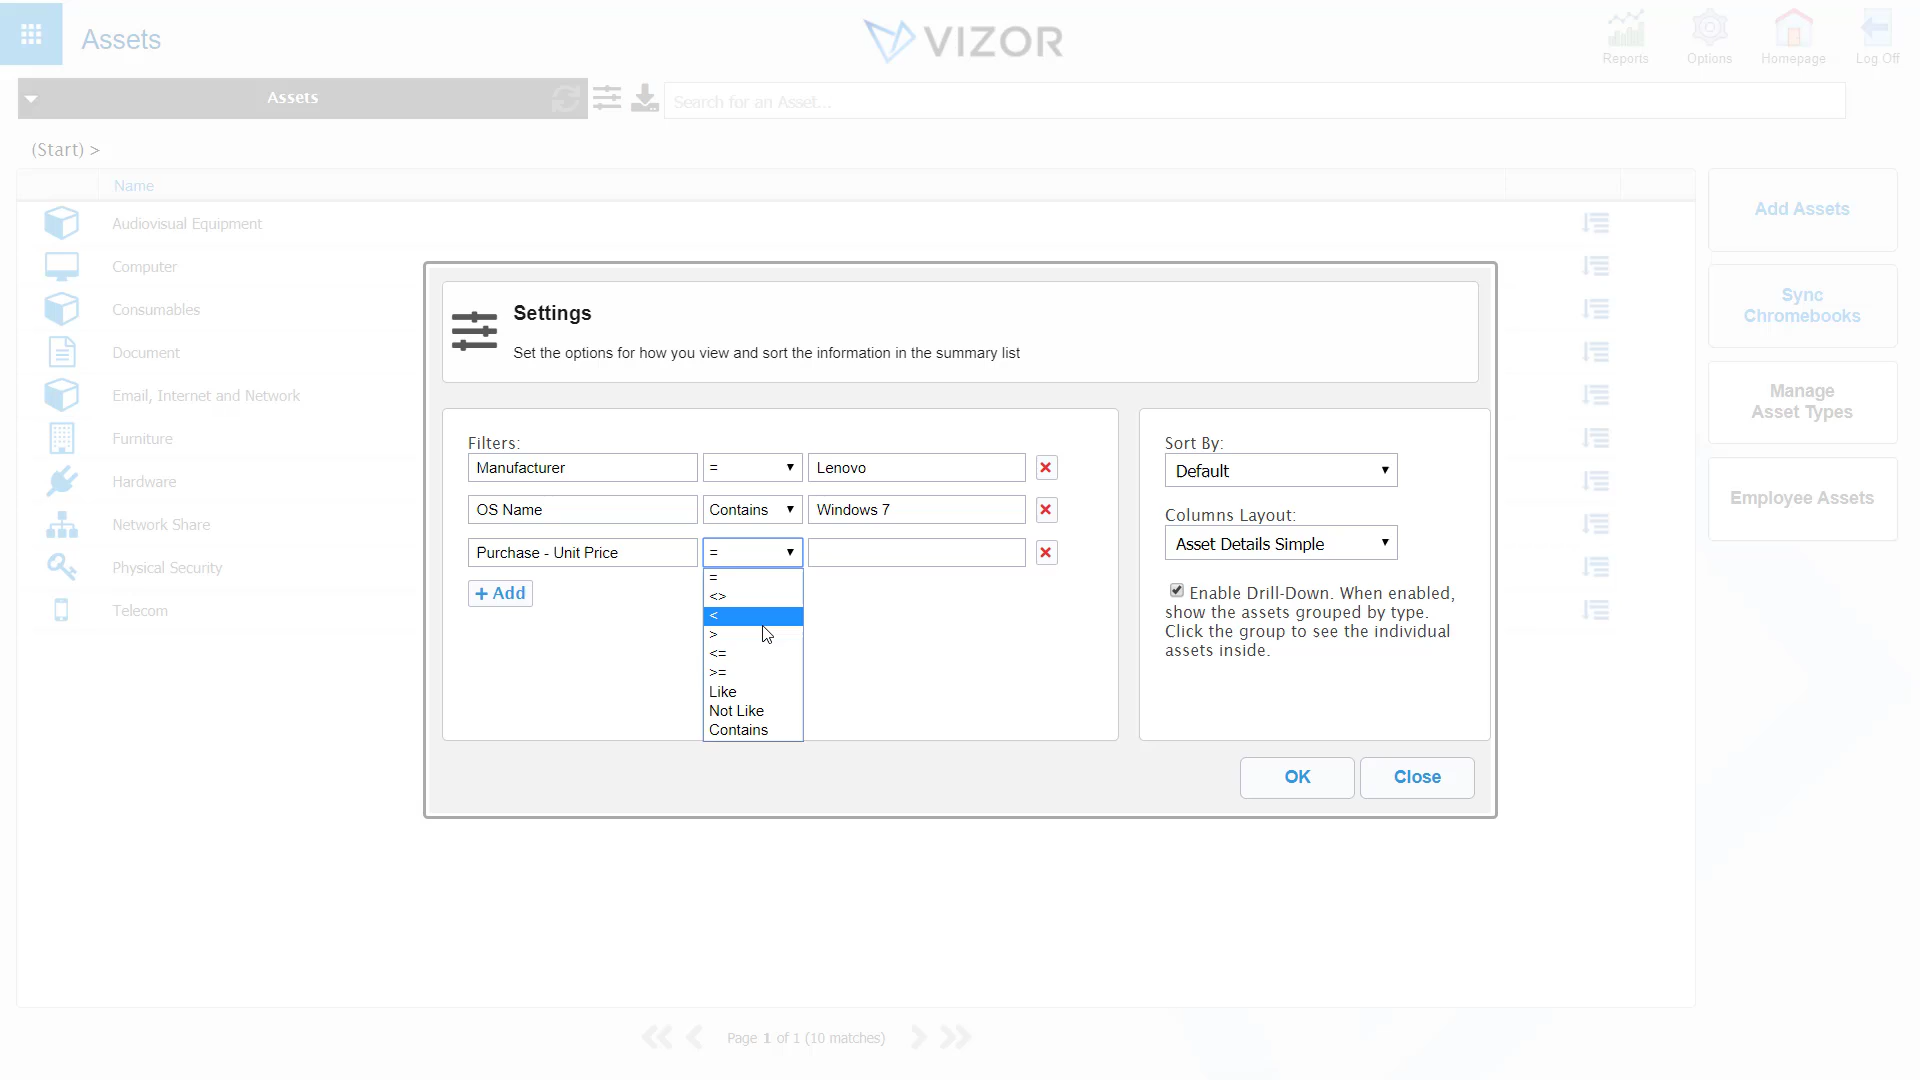 Assets
VIZOR
Reports
Options
Homepage
Log Off
Assets
Search for an Asset...
(Start) >
Name
Audiovisual Equipment
Computer
Consumables
Document
Email, Internet and Network
Furniture
Hardware
Network Share
Physical Security
Telecom
Add Assets
Sync
Chromebooks
Manage
Asset Types
Employee Assets
Settings
Set the options for how you view and sort the information in the summary list
Filters:
Manufacturer = Lenovo
OS Name Contains Windows 7
Purchase - Unit Price =
+ Add
=
<>
<
>
<=
>=
Like
Not Like
Contains
Sort By:
Default
Columns Layout:
Asset Details Simple
Enable Drill-Down. When enabled,
show the assets grouped by type.
Click the group to see the individual
assets inside.
OK
Close
Page 1 of 1 (10 matches)